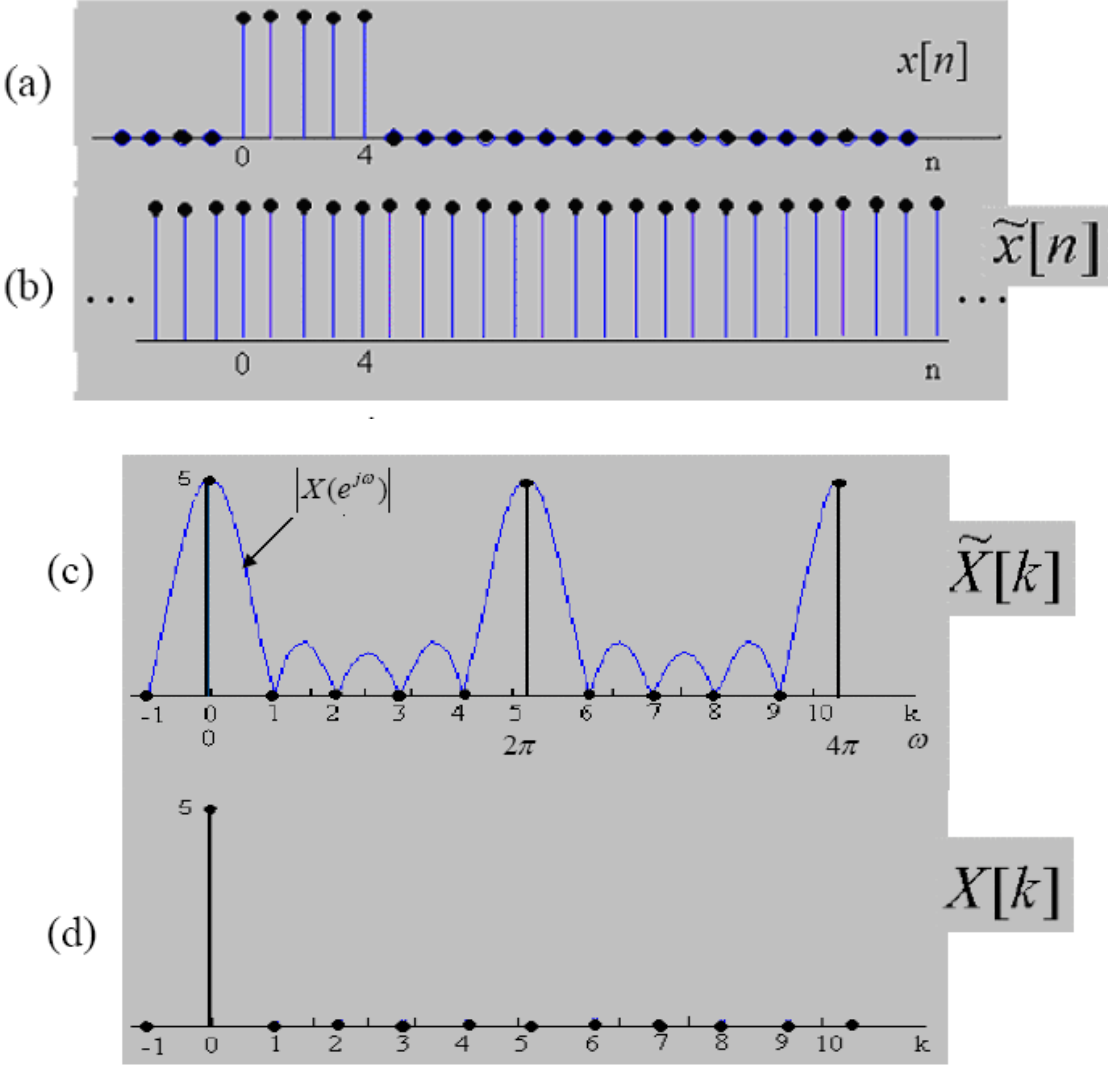 (a)
x[n]
0 4 n
(b)
x̃[n]
... ...
0 4 n
(c)
5
|X(e^{jω})|
X̃[k]
-1 0 1 2 3 4 5 6 7 8 9 10 k
0 2π 4π ω
(d)
5
X[k]
-1 0 1 2 3 4 5 6 7 8 9 10 k